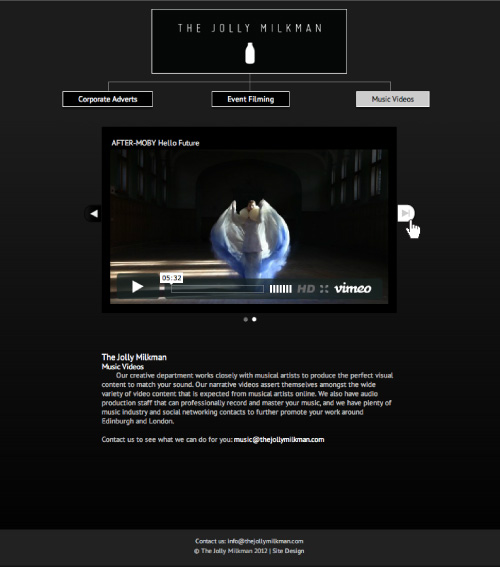 THE JOLLY MILKMAN
Corporate Adverts
Event Filming
Music Videos
AFTER-MOBY Hello Future
05:32
HD
vimeo
The Jolly Milkman
Music Videos
Our creative department works closely with musical artists to produce the perfect visual
content to match your sound. Our narrative videos assert themselves amongst the wide
variety of video content that is expected from musical artists online. We also have audio
production staff that can professionally record and master your music, and we have plenty of
music industry and social networking contacts to further promote your work around
Edinburgh and London.
Contact us to see what we can do for you: music@thejollymilkman.com
Contact us: info@thejollymilkman.com
© The Jolly Milkman 2012 | Site Design